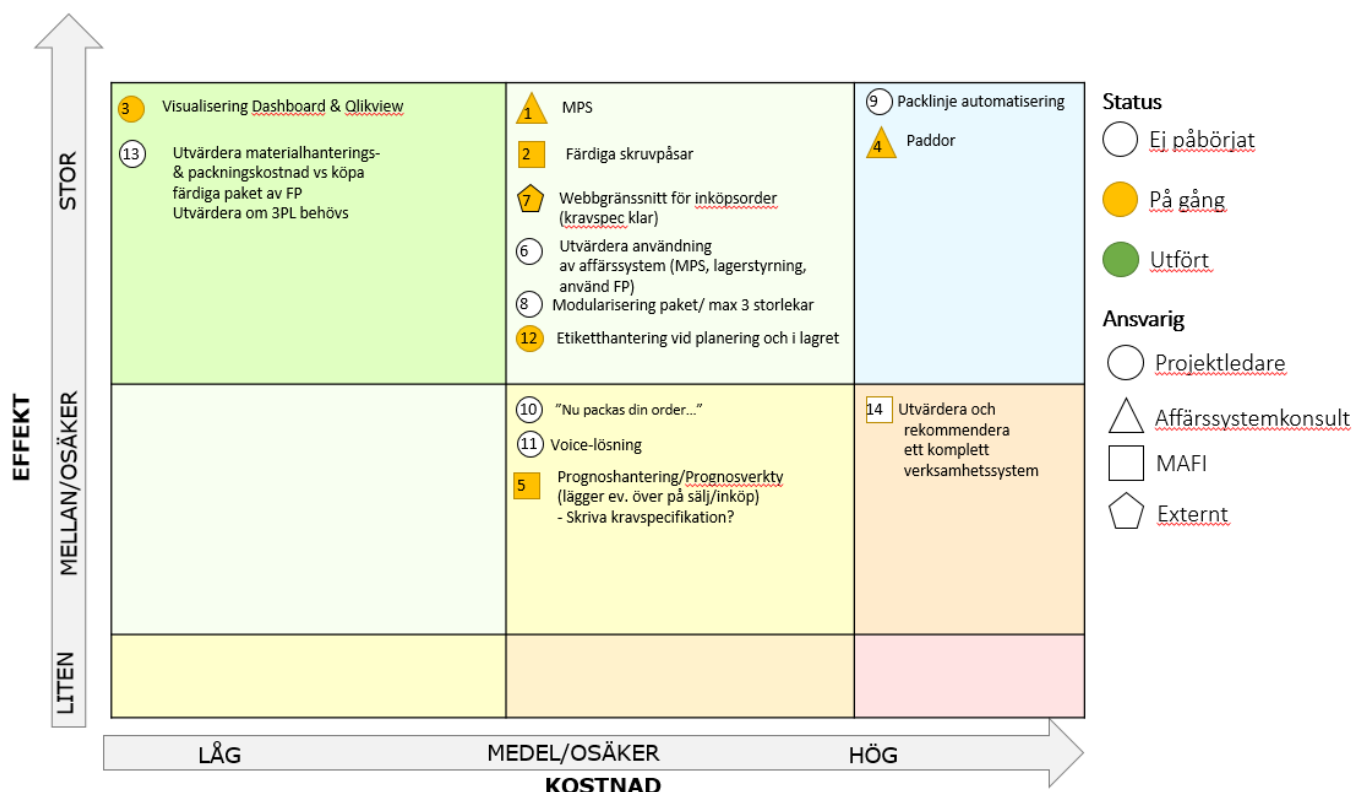 EFFEKT
STOR
MELLAN/OSÄKER
LITEN
3 Visualisering Dashboard & Qlikview
13 Utvärdera materialhanterings-
& packningskostnad vs köpa
färdiga paket av FP
Utvärdera om 3PL behövs
1 MPS
2 Färdiga skruvpåsar
7 Webbgränssnitt för inköpsorder
(kravspec klar)
6 Utvärdera användning
av affärssystem (MPS, lagerstyrning,
använd FP)
8 Modularisering paket/ max 3 storlekar
12 Etiketthantering vid planering och i lagret
9 Packlinje automatisering
4 Paddor
10 ”Nu packas din order...”
11 Voice-lösning
5 Prognoshantering/Prognosverkty
(lägger ev. över på sälj/inköp)
- Skriva kravspecifikation?
14 Utvärdera och
rekommendera
ett komplett
verksamhetssystem
LÅG
MEDEL/OSÄKER
HÖG
KOSTNAD
Status
Ej påbörjat
På gång
Utfört
Ansvarig
Projektledare
Affärssystemkonsult
MAFI
Externt